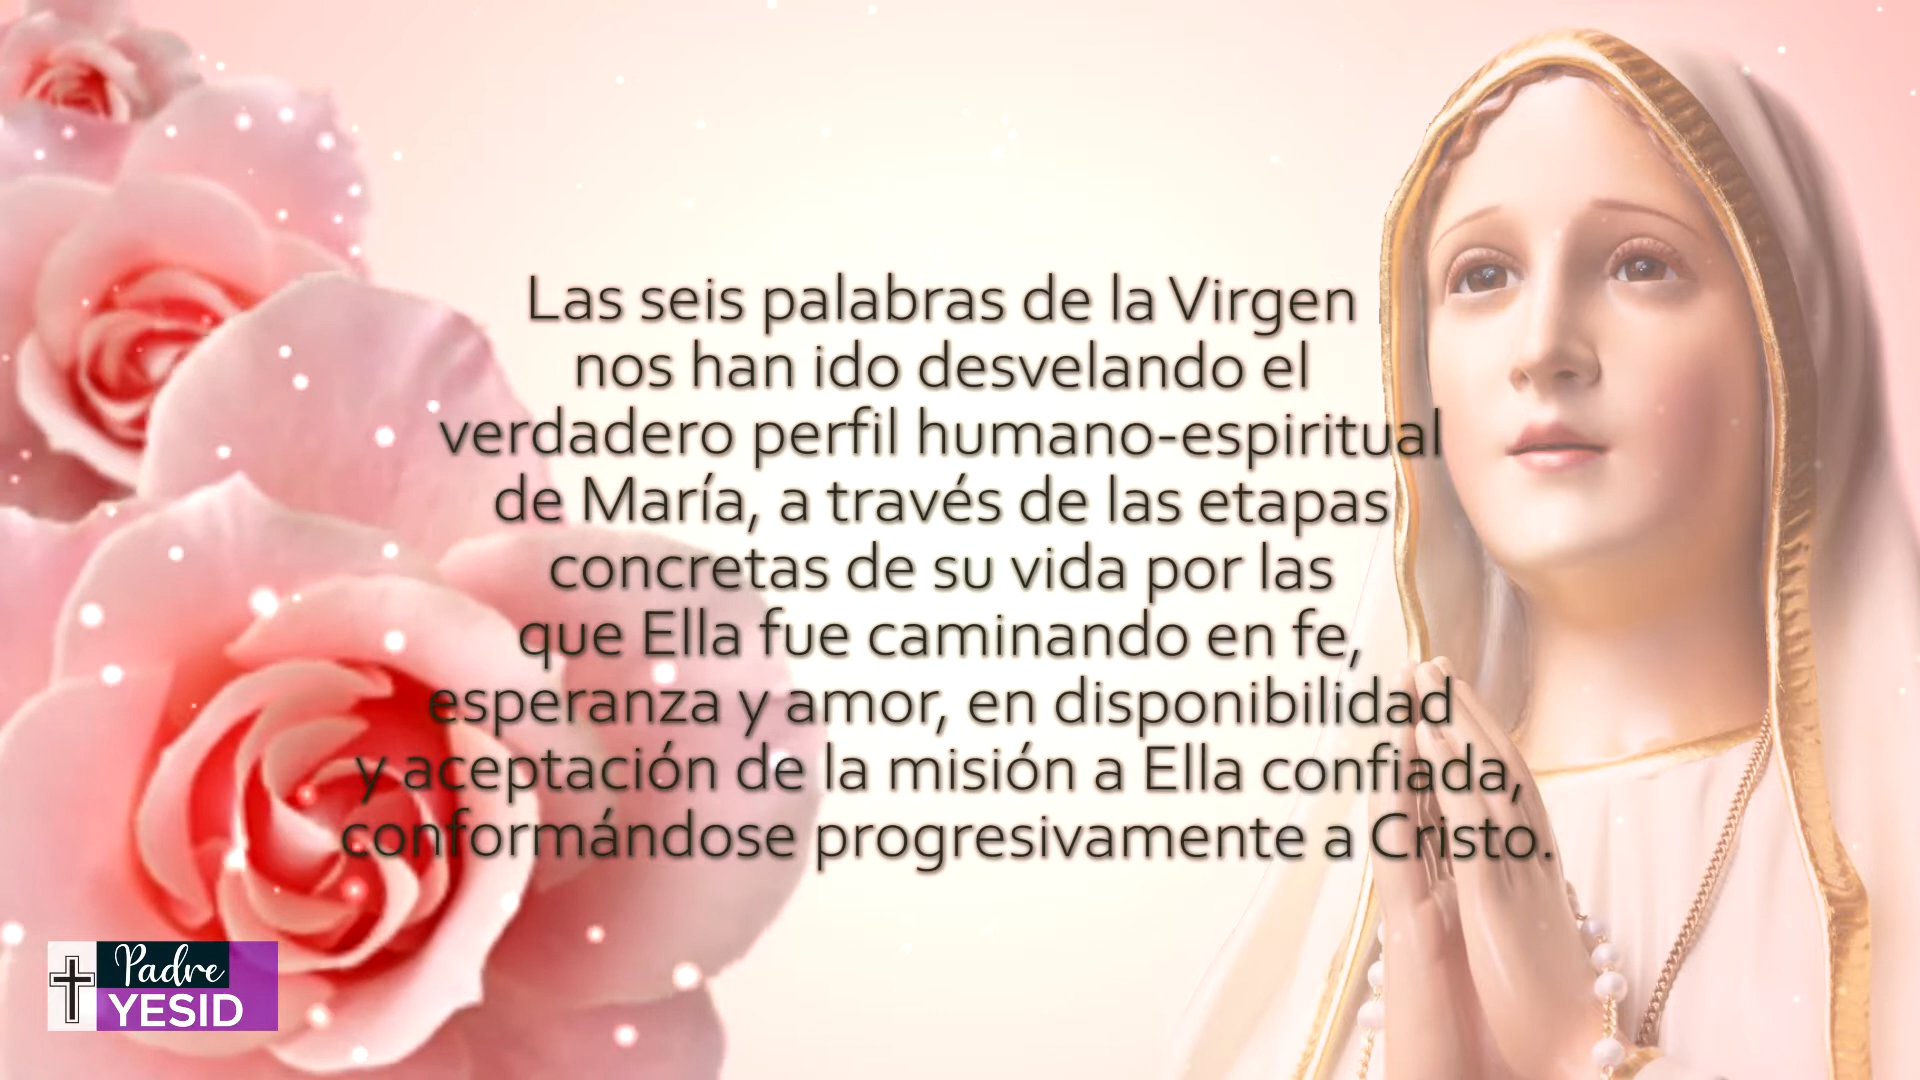 Las seis palabras de la Virgen
nos han ido desvelando el
verdadero perfil humano-espiritual
de María, a través de las etapas
concretas de su vida por las
que Ella fue caminando en fe,
esperanza y amor, en disponibilidad
y aceptación de la misión a Ella confiada,
conformándose progresivamente a Cristo.
Padre
YESID